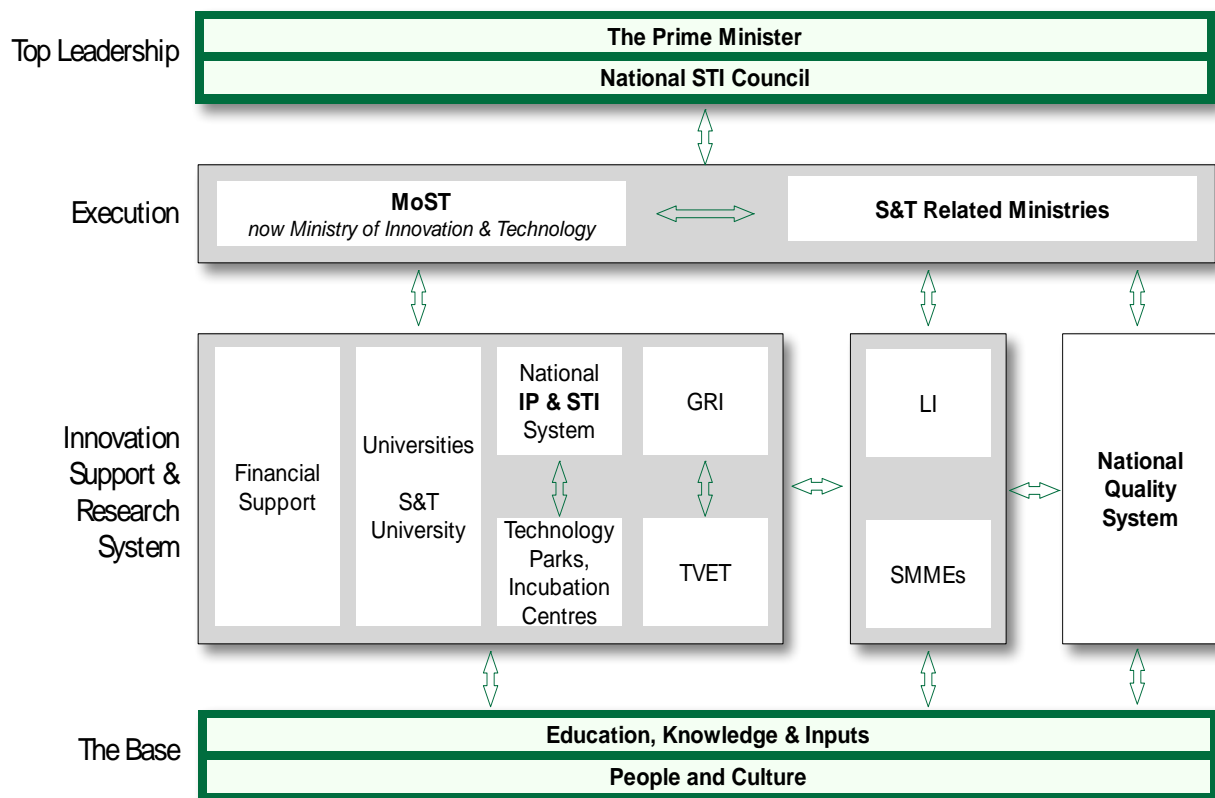 Top Leadership
The Prime Minister
National STI Council
Execution
MoST
now Ministry of Innovation & Technology
S&T Related Ministries
Innovation
Support &
Research
System
Financial
Support
Universities
S&T
University
National
IP & STI
System
Technology
Parks,
Incubation
Centres
GRI
TVET
LI
SMMEs
National
Quality
System
The Base
Education, Knowledge & Inputs
People and Culture